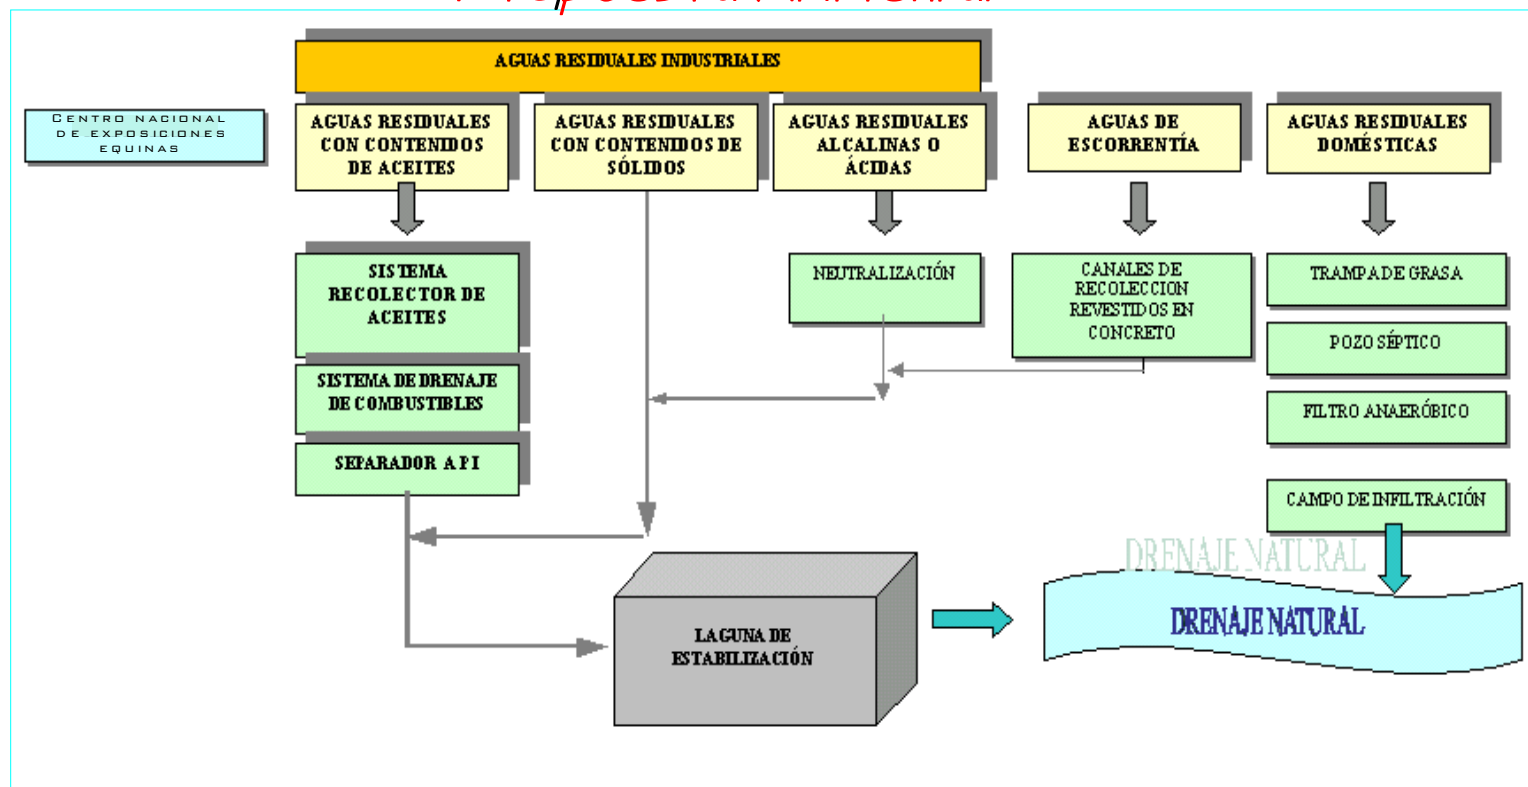 AGUAS RESIDUALES INDUSTRIALES
CENTRO NACIONAL
DE EXPOSICIONES
EQUINAS
AGUAS RESIDUALES
CON CONTENIDOS
DE ACEITES
AGUAS RESIDUALES
CON CONTENIDOS DE
SÓLIDOS
AGUAS RESIDUALES
ALCALINAS O
ÁCIDAS
AGUAS DE
ESCORRENTÍA
AGUAS RESIDUALES
DOMÉSTICAS
SISTEMA
RECOLECTOR DE
ACEITES
NEUTRALIZACIÓN
CANALES DE
RECOLECCION
REVESTIDOS EN
CONCRETO
TRAMPA DE GRASA
POZO SÉPTICO
SISTEMA DE DRENAJE
DE COMBUSTIBLES
FILTRO ANAERÓBICO
SEPARADOR API
CAMPO DE INFILTRACIÓN
DRENAJE NATURAL
DRENAJE NATURAL
LAGUNA DE
ESTABILIZACIÓN